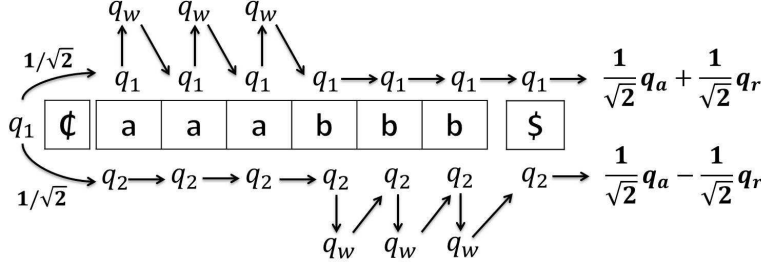 q_w q_w q_w
1/√2 q_1 q_1 q_1 q_1 q_1 q_1 q_1 1/√2 q_a + 1/√2 q_r
q_1 ₵ a a a b b b $
1/√2 q_2 q_2 q_2 q_2 q_2 q_2 q_2 1/√2 q_a − 1/√2 q_r
q_w q_w q_w